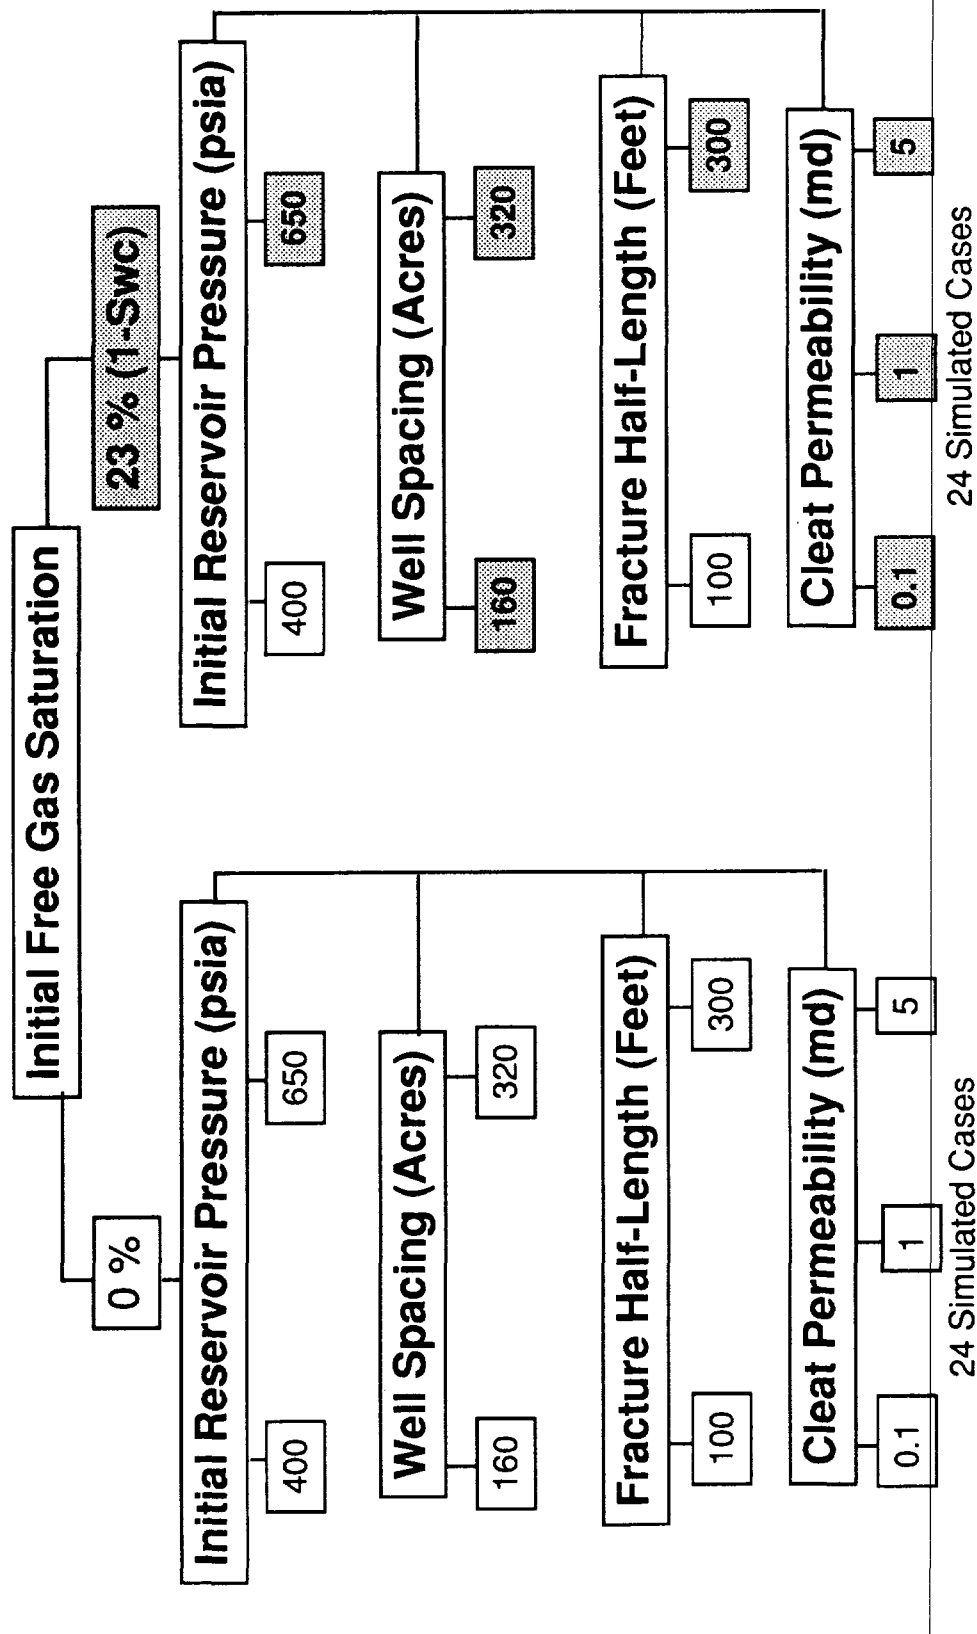 Initial Free Gas Saturation
0 %
Initial Reservoir Pressure (psia)
400
650
Well Spacing (Acres)
160
320
Fracture Half-Length (Feet)
100
300
Cleat Permeability (md)
0.1
1
5
24 Simulated Cases
23 % (1-Swc)
Initial Reservoir Pressure (psia)
400
650
Well Spacing (Acres)
160
320
Fracture Half-Length (Feet)
100
300
Cleat Permeability (md)
0.1
1
5
24 Simulated Cases